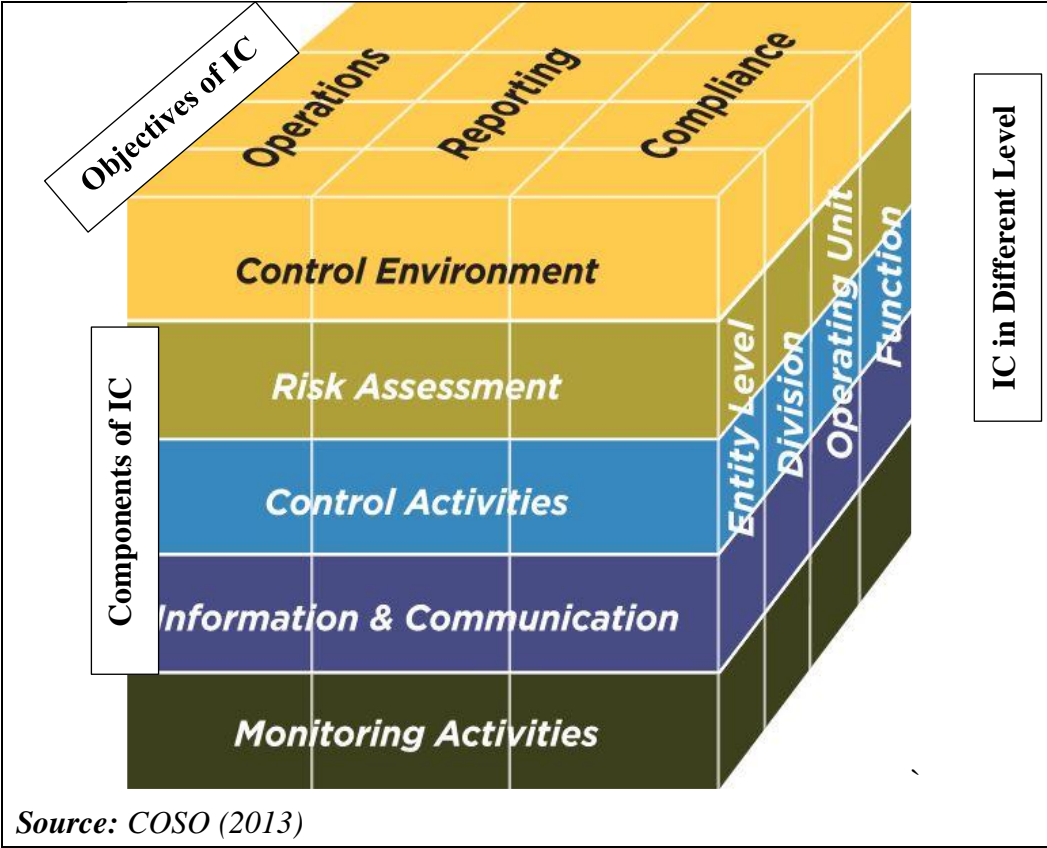 Objectives of IC
Operations
Reporting
Compliance
Control Environment
Risk Assessment
Control Activities
Information & Communication
Monitoring Activities
Components of IC
Entity Level
Division
Operating Unit
Function
IC in Different Level
`
Source: COSO (2013)